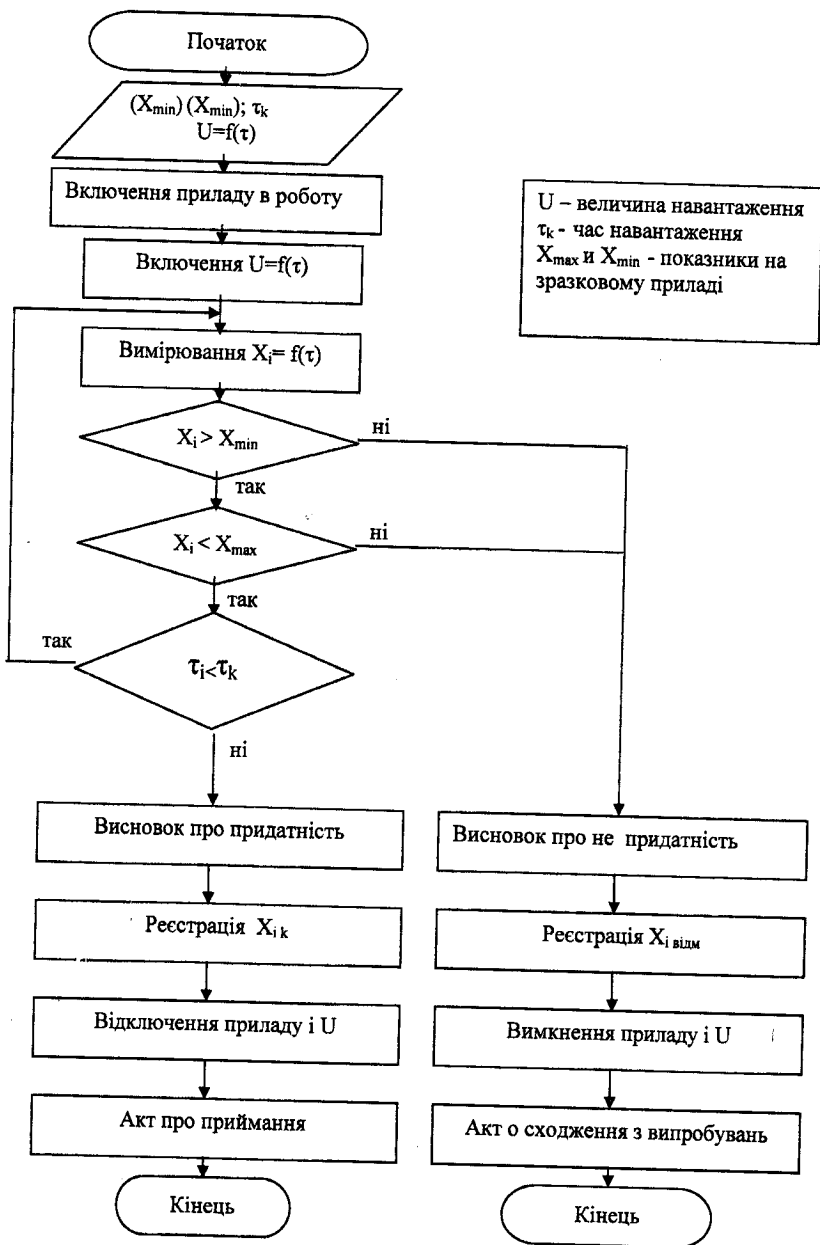 Початок
(Xmin) (Xmin); τk
U=f(τ)
Включення приладу в роботу
Включення U=f(τ)
Вимірювання Xi= f(τ)
Xi > Xmin
ні
так
Xi < Xmax
ні
так
так
τi<τk
ні
Висновок про придатність
Реєстрація Xi k
Відключення приладу і U
Акт про приймання
Кінець
U – величина навантаження
τk - час навантаження
Xmax и Xmin - показники на
зразковому приладі
Висновок про не придатність
Реєстрація Xi відм
Вимкнення приладу і U
Акт о сходження з випробувань
Кінець